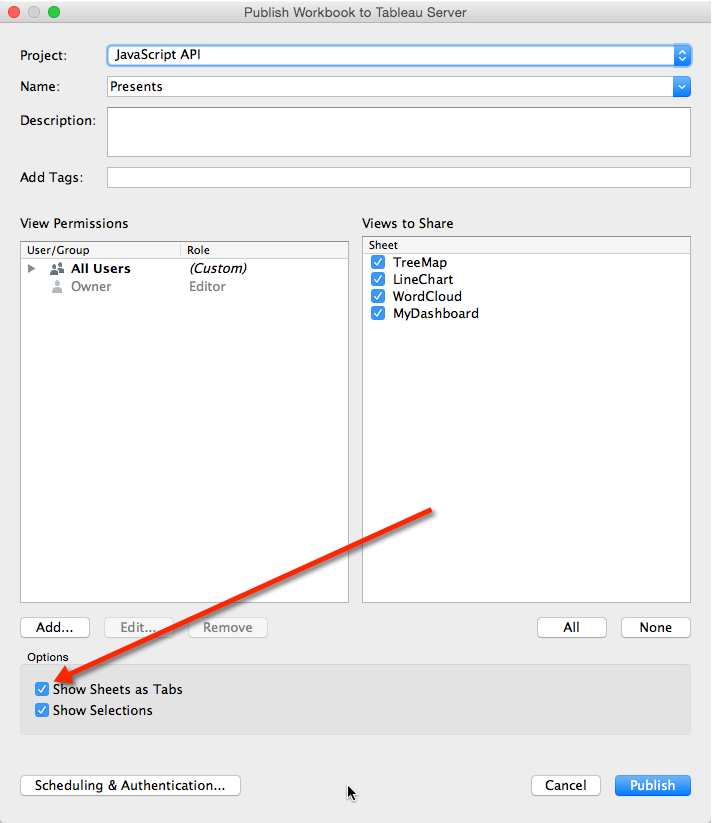 Publish Workbook to Tableau Server
Project: JavaScript API
Name: Presents
Description:
Add Tags:
View Permissions
User/Group Role
All Users (Custom)
Owner Editor
Views to Share
Sheet
TreeMap
LineChart
WordCloud
MyDashboard
Add... Edit... Remove
All None
Options
Show Sheets as Tabs
Show Selections
Scheduling & Authentication... Cancel Publish